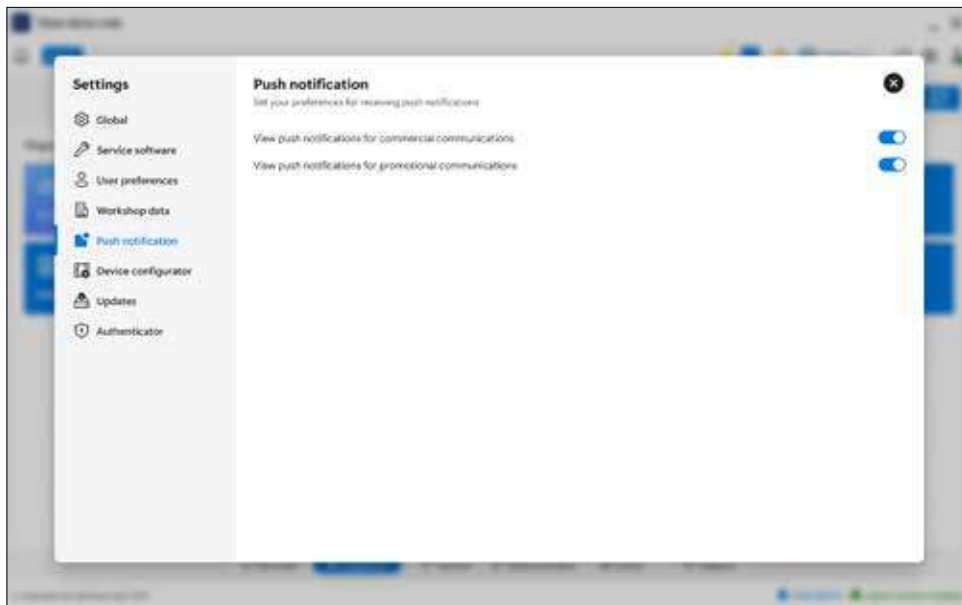 Settings
Global
Service software
User preferences
Workshop data
Push notification
Device configurator
Updates
Authenticator
Push notification
Set your preferences for receiving push notifications
View push notifications for commercial communications
View push notifications for promotional communications